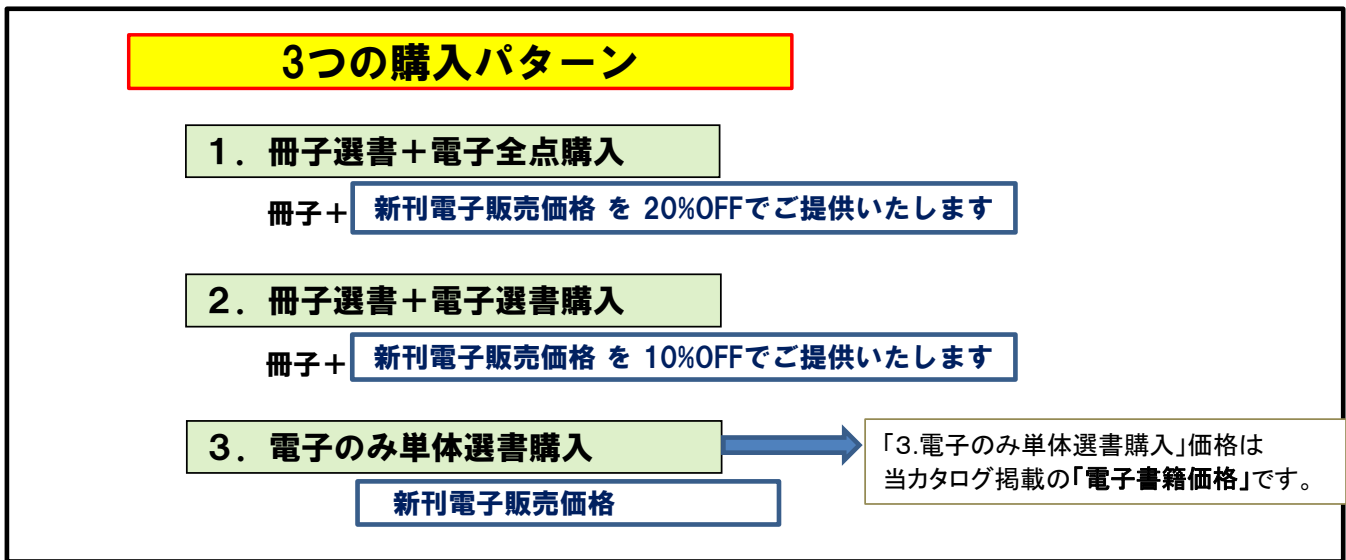 3つの購入パターン
１．冊子選書＋電子全点購入
冊子＋ 新刊電子販売価格 を 20%OFFでご提供いたします
２．冊子選書＋電子選書購入
冊子＋ 新刊電子販売価格 を 10%OFFでご提供いたします
３．電子のみ単体選書購入
「3.電子のみ単体選書購入」価格は
当カタログ掲載の「電子書籍価格」です。
新刊電子販売価格